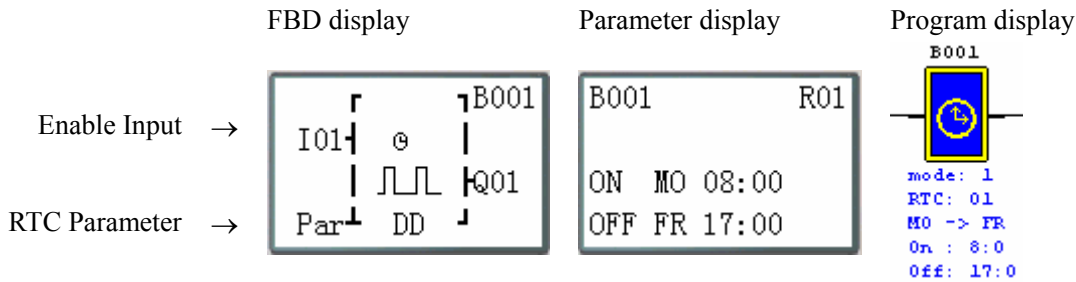 FBD display
Parameter display
Program display
B001
Enable Input →
RTC Parameter →
B001
I01
Q01
Par DD
B001 R01
ON MO 08:00
OFF FR 17:00
mode: 1
RTC: 01
MO -> FR
On : 8:0
Off: 17:0